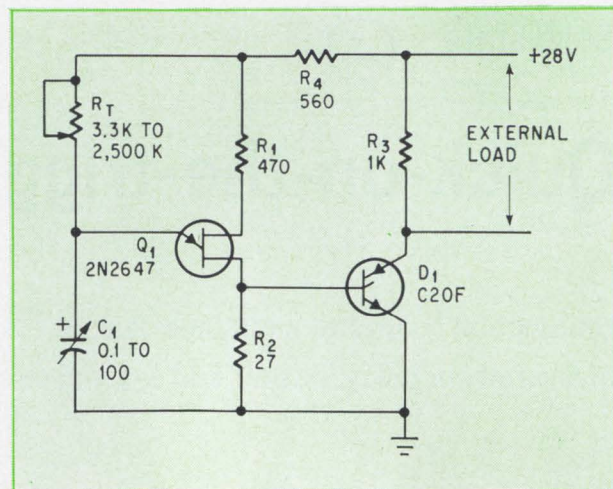 +28V
R4
560
RT
3.3K TO
2,500 K
R1
470
R3
1K
EXTERNAL
LOAD
Q1
2N2647
D1
C20F
+
C1
0.1 TO
100
R2
27